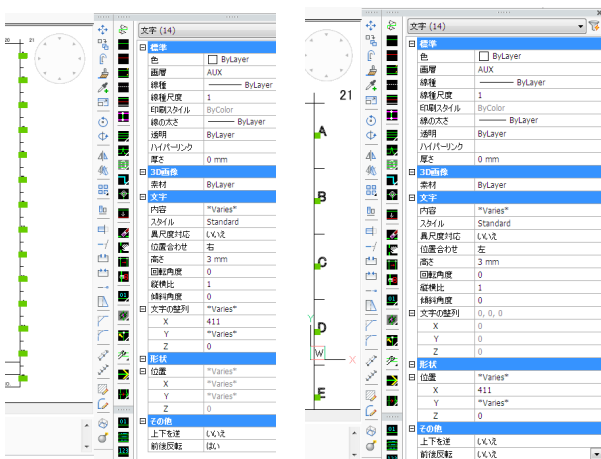 文字 (14)
標準
色 ByLayer
画層 AUX
線種 ByLayer
線種尺度 1
印刷スタイル ByColor
線の太さ ByLayer
透明 ByLayer
ハイパーリンク
厚さ 0 mm
3D画像
素材 ByLayer
文字
内容 *Varies*
スタイル Standard
異尺度対応 いいえ
位置合わせ 右
高さ 3 mm
回転角度 0
縦横比 1
傾斜角度 0
文字の整列 *Varies*
X 411
Y *Varies*
Z 0
形状
位置 *Varies*
X *Varies*
Y *Varies*
Z 0
その他
上下を逆 いいえ
前後反転 はい
20
21
21
A
B
C
D
W
X
Y
E
文字 (14)
標準
色 ByLayer
画層 AUX
線種 ByLayer
線種尺度 1
印刷スタイル ByColor
線の太さ ByLayer
透明 ByLayer
ハイパーリンク
厚さ 0 mm
3D画像
素材 ByLayer
文字
内容 *Varies*
スタイル Standard
異尺度対応 いいえ
位置合わせ 左
高さ 3 mm
回転角度 0
縦横比 1
傾斜角度 0
文字の整列 0, 0, 0
X 0
Y 0
Z 0
形状
位置 *Varies*
X 411
Y *Varies*
Z 0
その他
上下を逆 いいえ
前後反転 いいえ